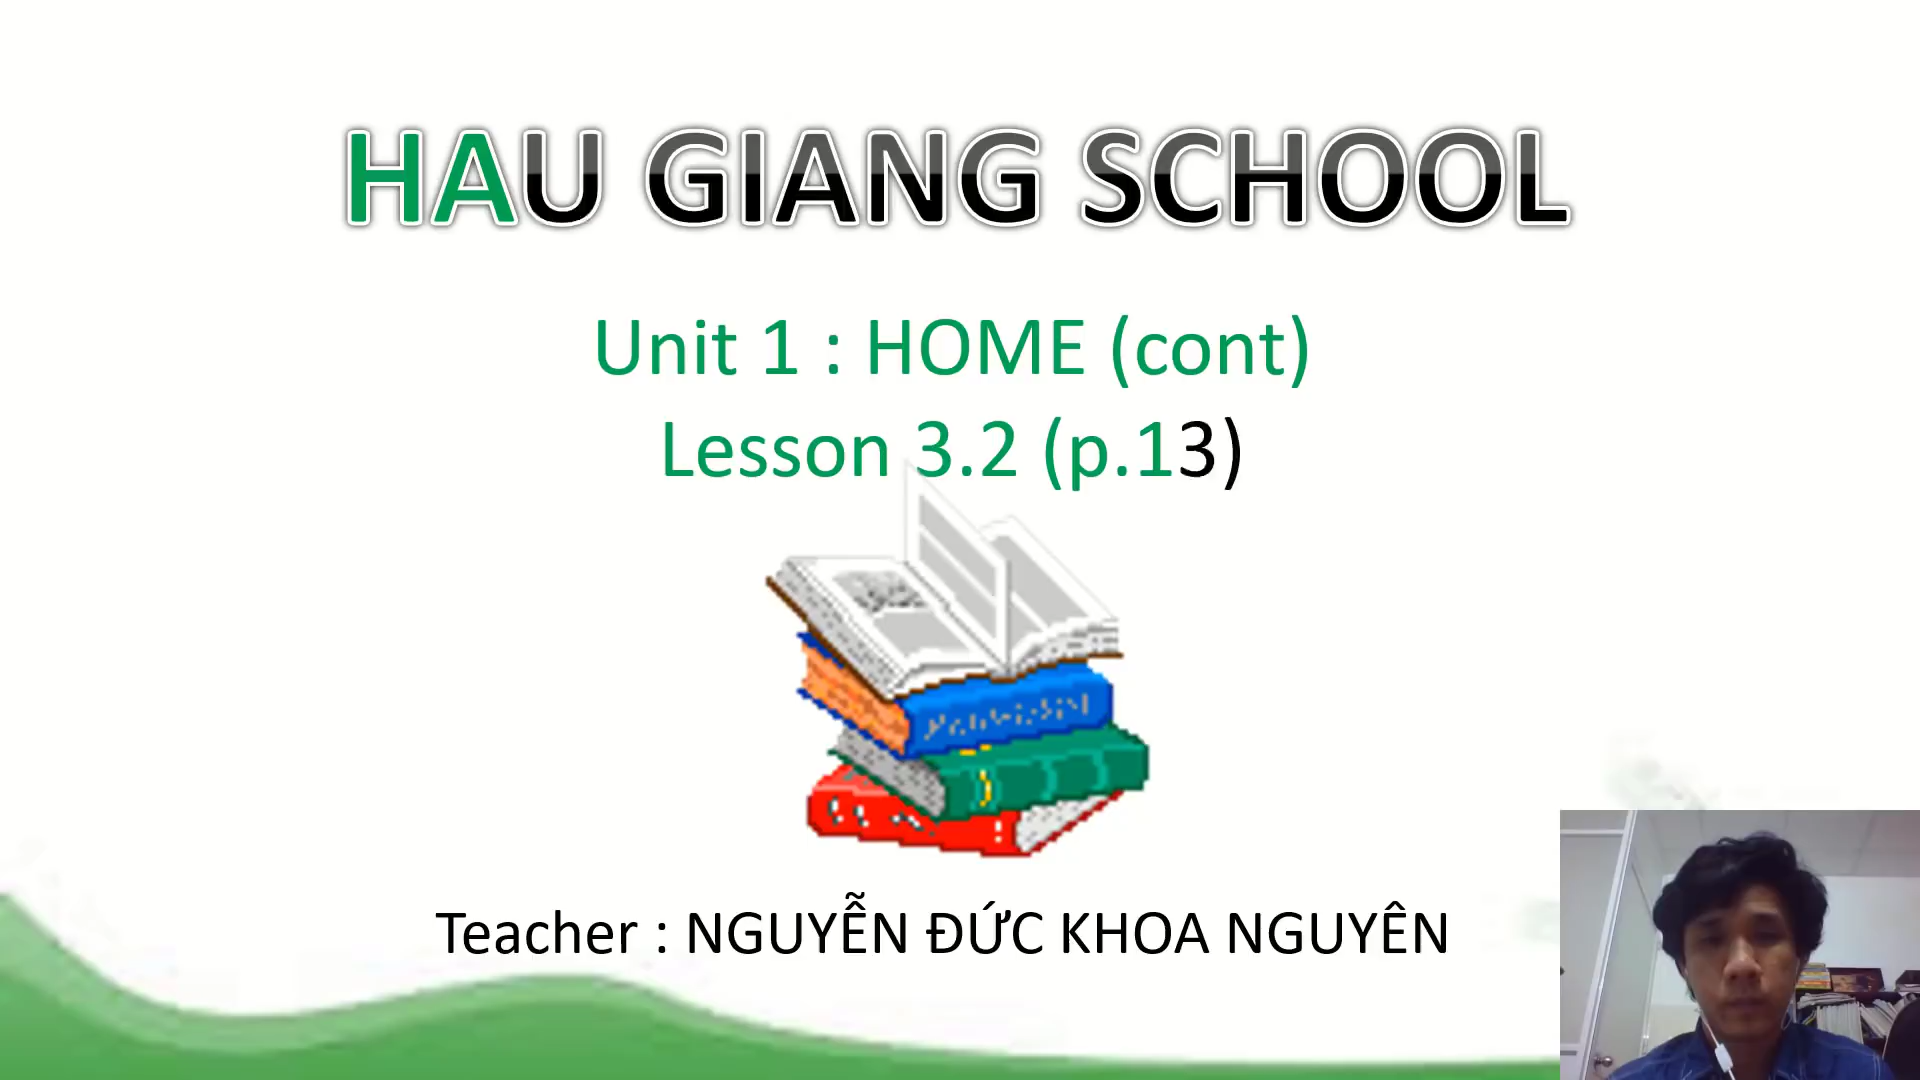 HAU GIANG SCHOOL
Unit 1 : HOME (cont)
Lesson 3.2 (p.13)
Teacher : NGUYỄN ĐỨC KHOA NGUYÊN